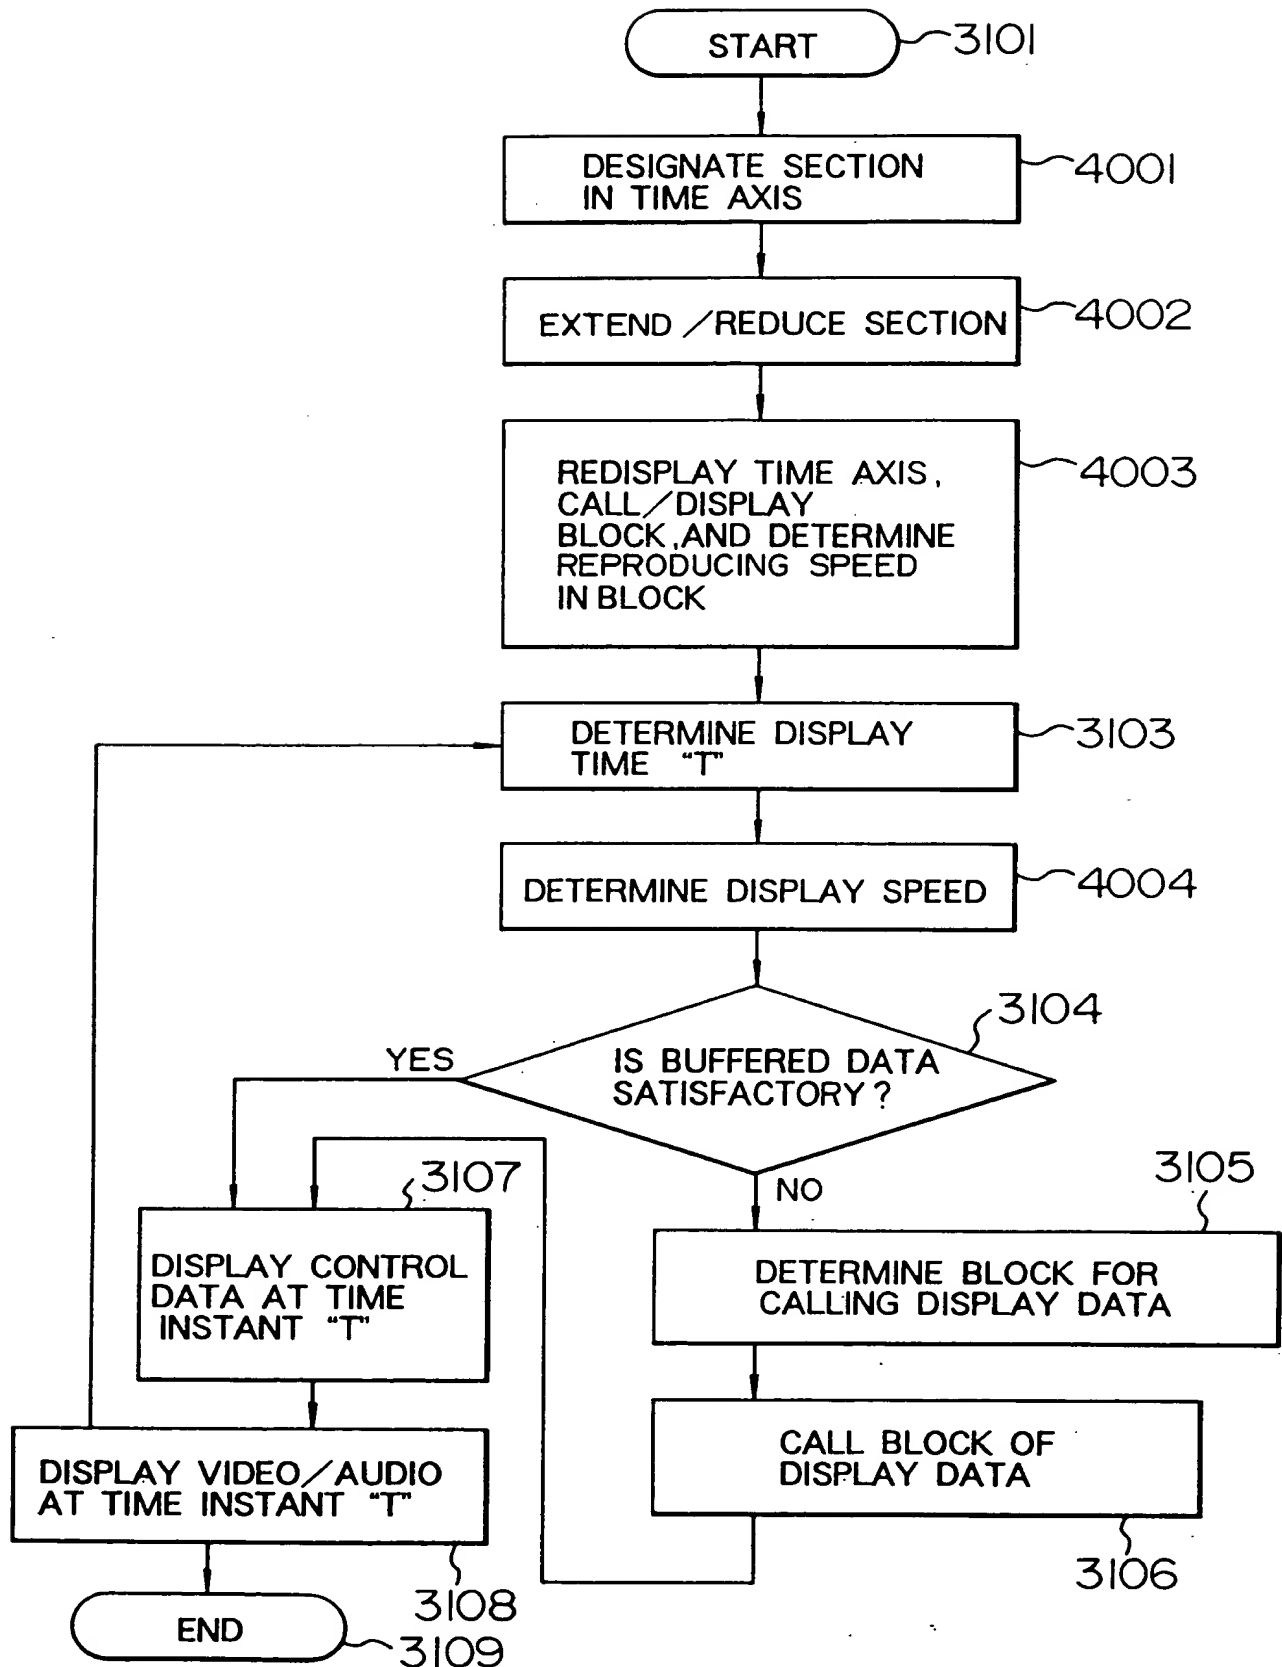 START
3101
DESIGNATE SECTION
IN TIME AXIS
4001
EXTEND /REDUCE SECTION
4002
REDISPLAY TIME AXIS,
CALL/DISPLAY
BLOCK, AND DETERMINE
REPRODUCING SPEED
IN BLOCK
4003
DETERMINE DISPLAY
TIME "T"
3103
DETERMINE DISPLAY SPEED
4004
IS BUFFERED DATA
SATISFACTORY?
3104
YES
NO
3107
DISPLAY CONTROL
DATA AT TIME
INSTANT "T"
3105
DETERMINE BLOCK FOR
CALLING DISPLAY DATA
CALL BLOCK OF
DISPLAY DATA
3106
DISPLAY VIDEO/AUDIO
AT TIME INSTANT "T"
3108
END
3109